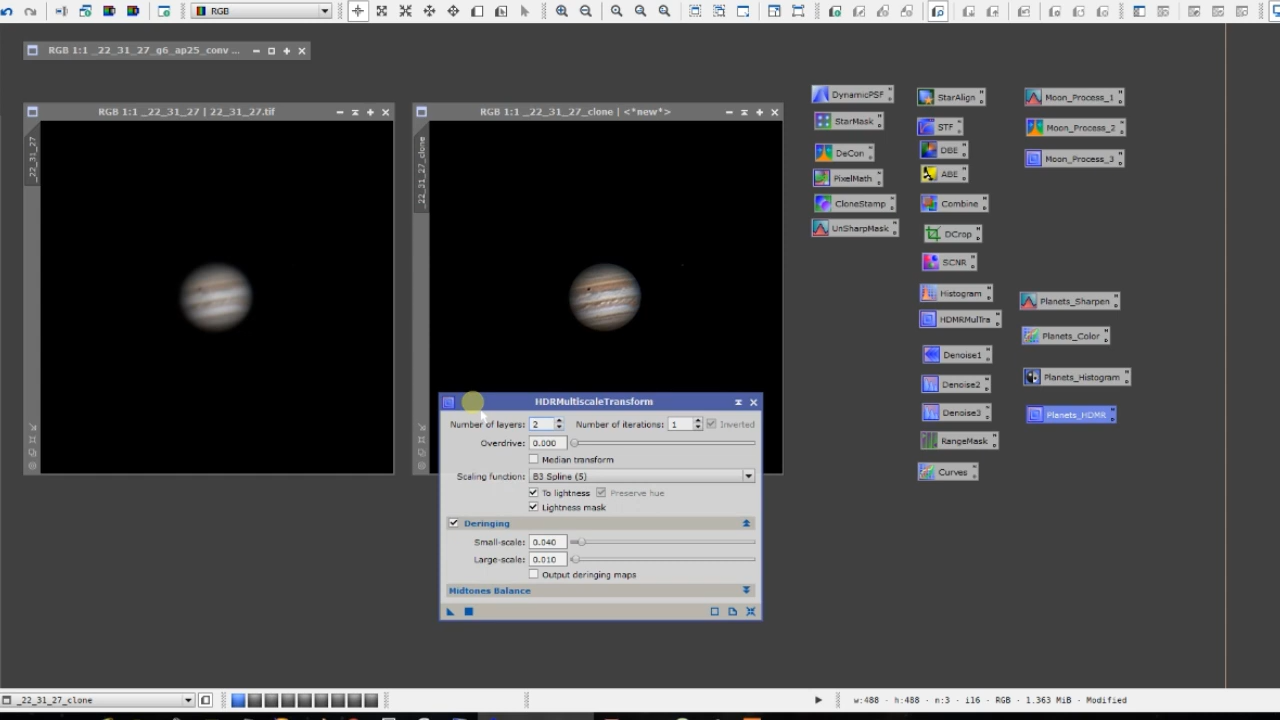 RGB
RGB 1:1 _22_31_27_g6_ap25_conv ...
RGB 1:1 _22_31_27 | 22_31_27.tif
RGB 1:1 _22_31_27_clone | <*new*>
_22_31_27
_22_31_27_clone
DynamicPSF
StarMask
DeCon
PixelMath
CloneStamp
UnSharpMask
StarAlign
STF
DBE
ABE
Combine
DCrop
SCNR
Histogram
HDMRMulTra
Denoise1
Denoise2
Denoise3
RangeMask
Curves
Moon_Process_1
Moon_Process_2
Moon_Process_3
Planets_Sharpen
Planets_Color
Planets_Histogram
Planets_HDMR
HDRMultiscaleTransform
Number of layers: 2 Number of iterations: 1 Inverted
Overdrive: 0.000
Median transform
Scaling function: B3 Spline (5)
To lightness Preserve hue
Lightness mask
Deringing
Small-scale: 0.040
Large-scale: 0.010
Output deringing maps
Midtones Balance
_22_31_27_clone
w:488 · h:488 · n:3 · i16 · RGB · 1.363 MiB · Modified